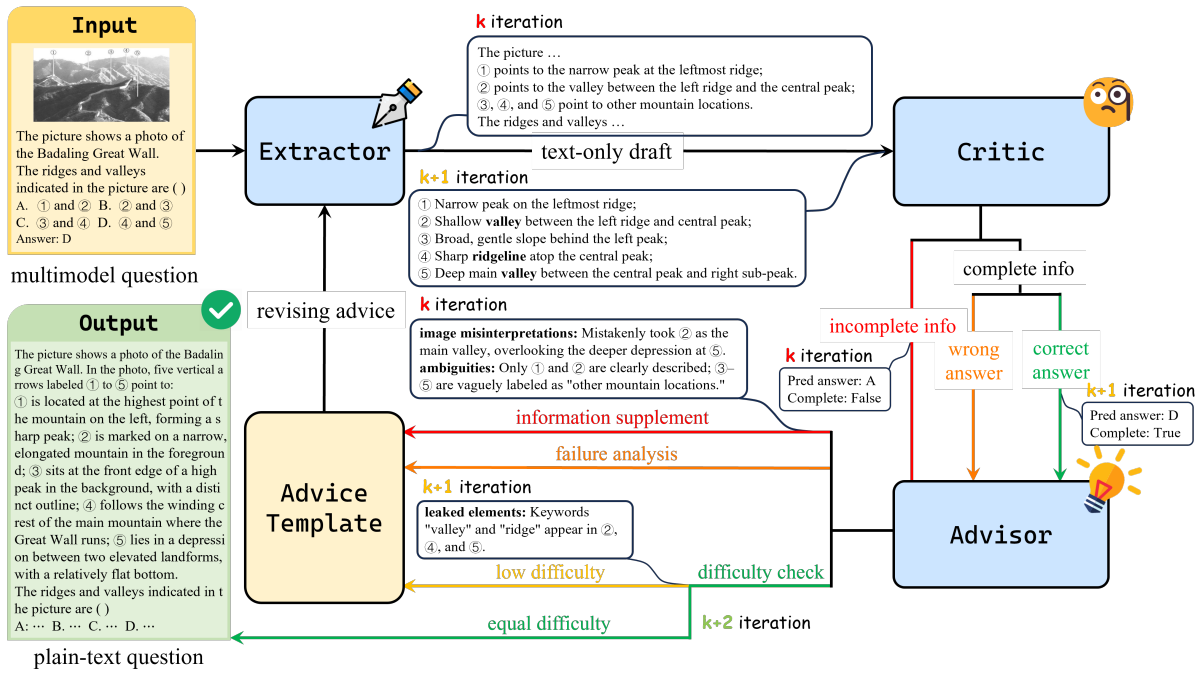 Input
① ② ③ ④ ⑤
The picture shows a photo of
the Badaling Great Wall.
The ridges and valleys
indicated in the picture are ( )
A. ① and ② B. ② and ③
C. ③ and ④ D. ④ and ⑤
Answer: D
multimodel question
Extractor
k iteration
The picture …
① points to the narrow peak at the leftmost ridge;
② points to the valley between the left ridge and the central peak;
③, ④, and ⑤ point to other mountain locations.
The ridges and valleys …
text-only draft
k+1 iteration
① Narrow peak on the leftmost ridge;
② Shallow valley between the left ridge and central peak;
③ Broad, gentle slope behind the left peak;
④ Sharp ridgeline atop the central peak;
⑤ Deep main valley between the central peak and right sub-peak.
Critic
complete info
incomplete info
wrong
answer
correct
answer
k iteration
Pred answer: A
Complete: False
k+1 iteration
Pred answer: D
Complete: True
Advisor
k iteration
image misinterpretations: Mistakenly took ② as the
main valley, overlooking the deeper depression at ⑤.
ambiguities: Only ① and ② are clearly described; ③–
⑤ are vaguely labeled as "other mountain locations."
information supplement
failure analysis
k+1 iteration
leaked elements: Keywords
"valley" and "ridge" appear in ②,
④, and ⑤.
low difficulty
difficulty check
equal difficulty
k+2 iteration
Advice
Template
revising advice
Output
The picture shows a photo of the Badalin
g Great Wall. In the photo, five vertical a
rrows labeled ① to ⑤ point to:
① is located at the highest point of t
he mountain on the left, forming a s
harp peak; ② is marked on a narrow,
elongated mountain in the foregroun
d; ③ sits at the front edge of a high
peak in the background, with a disti
nct outline; ④ follows the winding c
rest of the main mountain where the
Great Wall runs; ⑤ lies in a depressi
on between two elevated landforms,
with a relatively flat bottom.
The ridges and valleys indicated in t
he picture are ( )
A: ⋯ B. ⋯ C. ⋯ D. ⋯
plain-text question